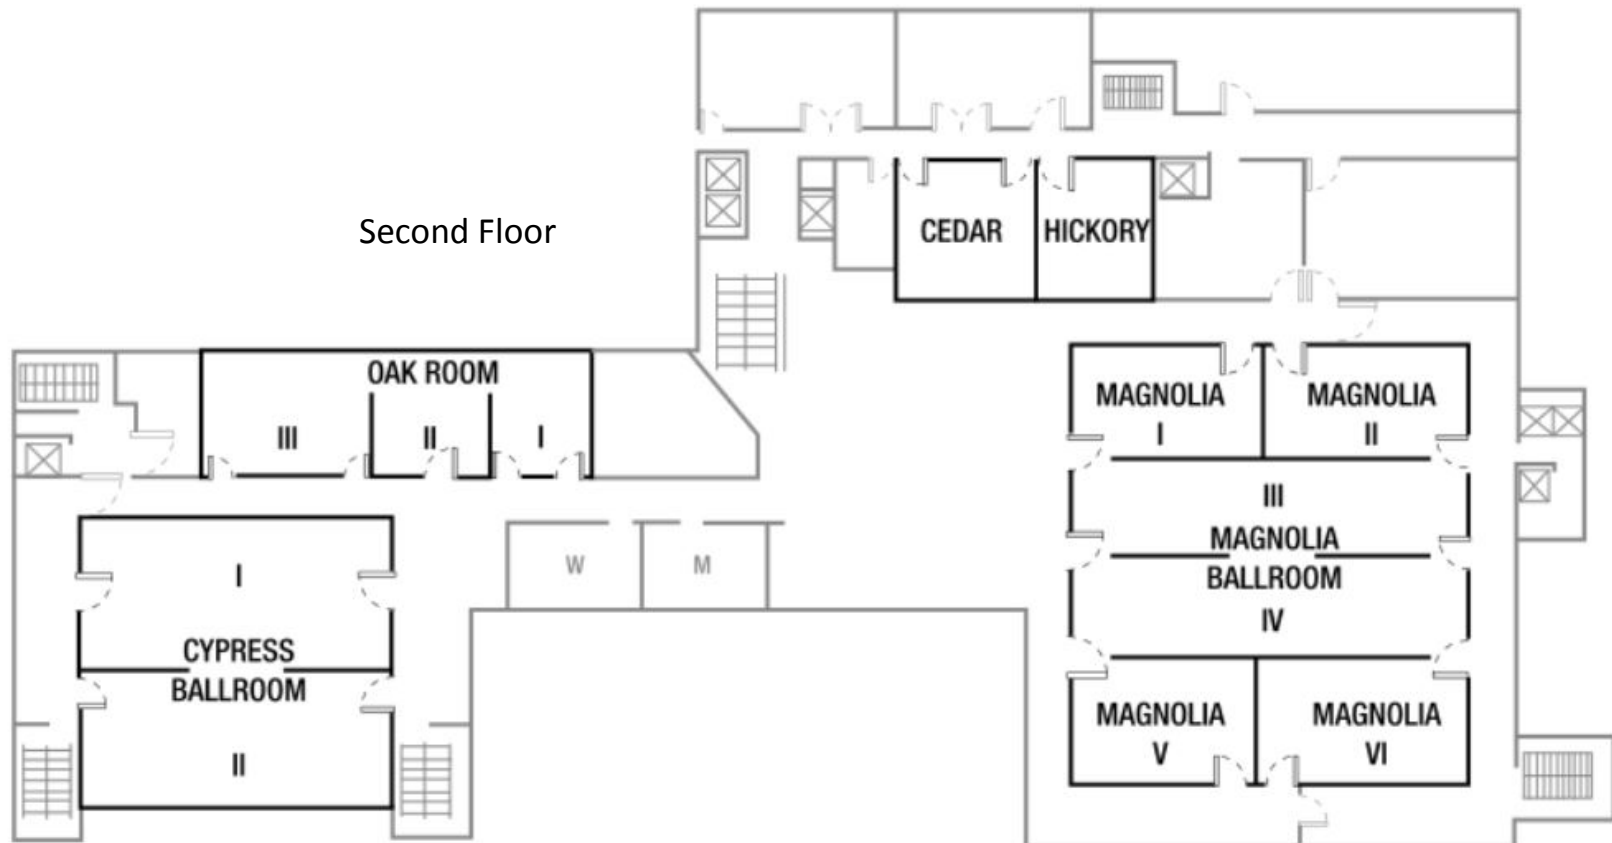 Second Floor
CEDAR
HICKORY
OAK ROOM
III
II
I
MAGNOLIA
I
MAGNOLIA
II
III
MAGNOLIA
BALLROOM
IV
MAGNOLIA
V
MAGNOLIA
VI
W
M
I
CYPRESS
BALLROOM
II